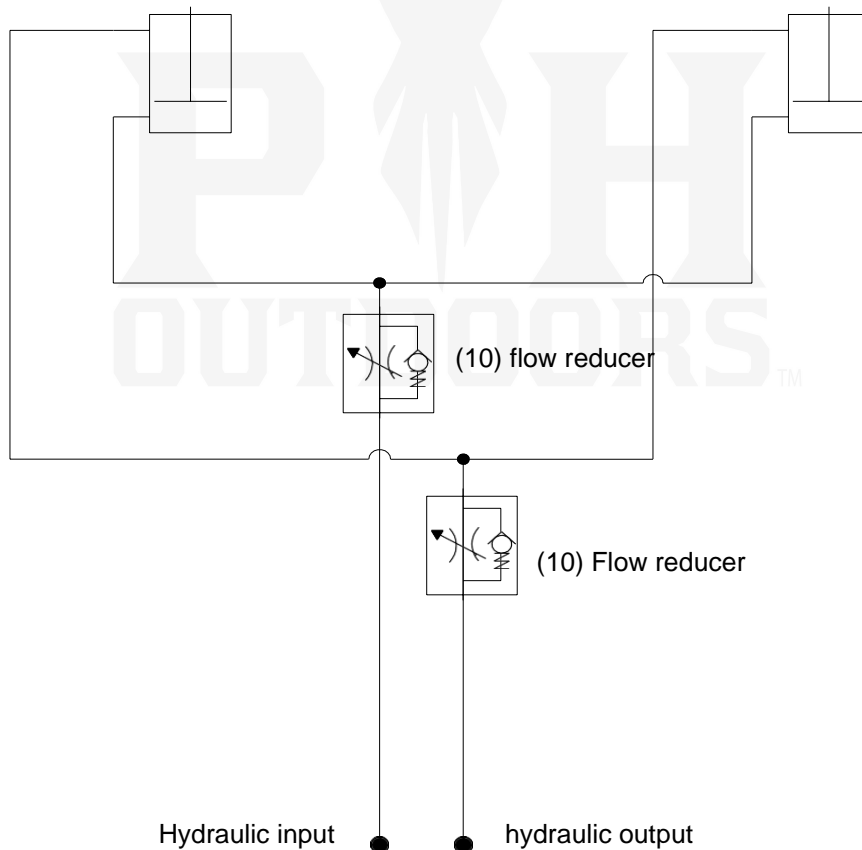 P H
OUTDOORS
TM
(10) flow reducer
(10) Flow reducer
Hydraulic input
hydraulic output